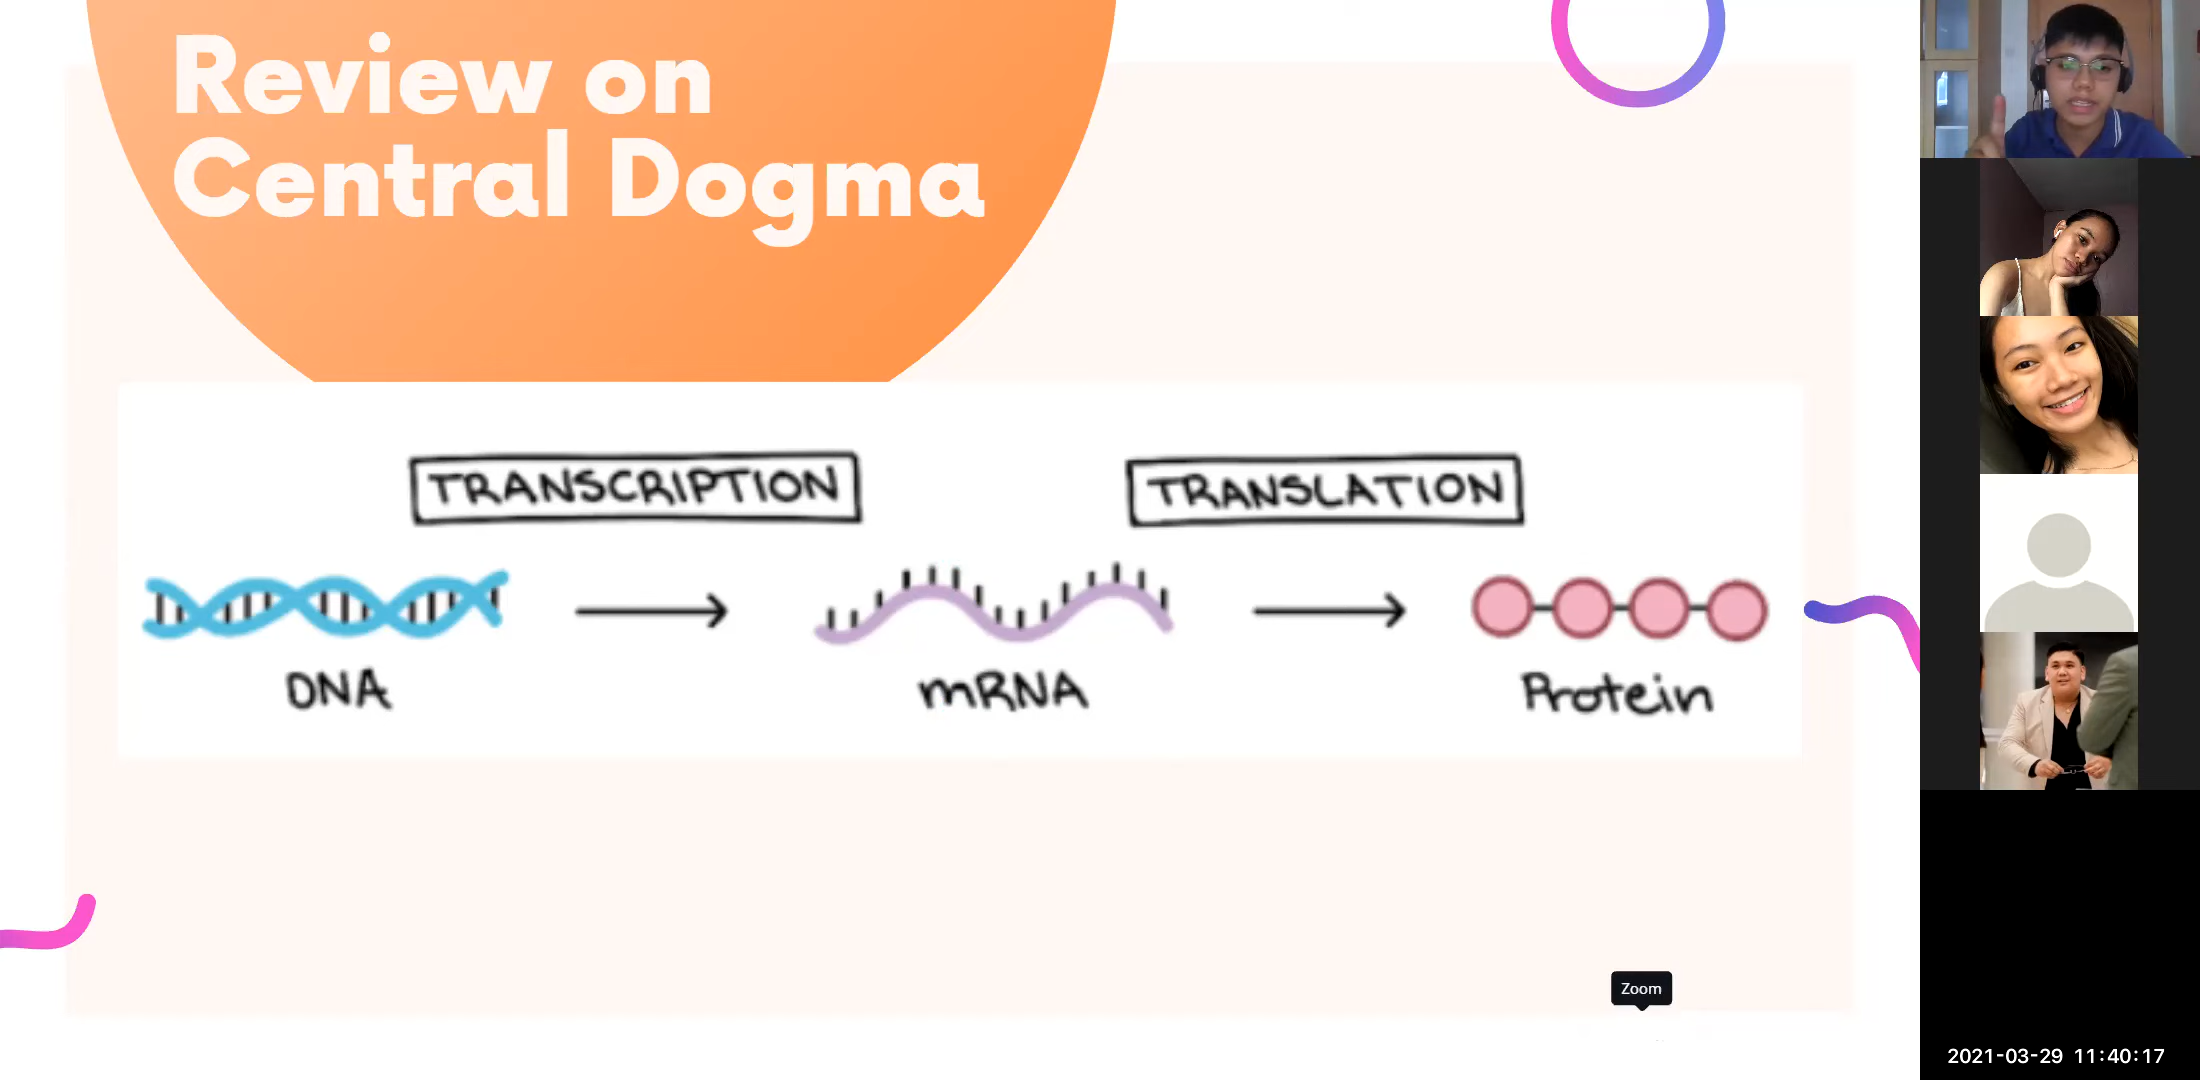 Review on
Central Dogma
TRANSCRIPTION
TRANSLATION
DNA
mRNA
Protein
Zoom
2021-03-29 11:40:17